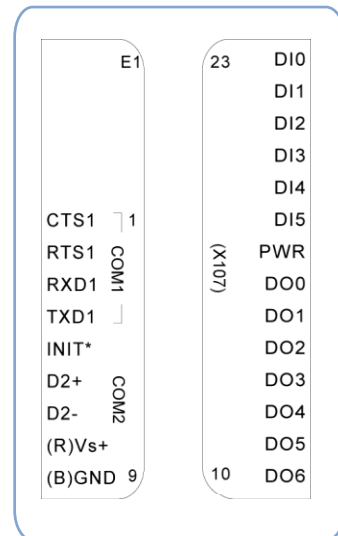 E1
CTS1 1
RTS1
RXD1
TXD1
COM1
INIT*
D2+
D2-
COM2
(R)Vs+
(B)GND 9
23 DI0
DI1
DI2
DI3
DI4
DI5
(X107)
PWR
DO0
DO1
DO2
DO3
DO4
DO5
10 DO6